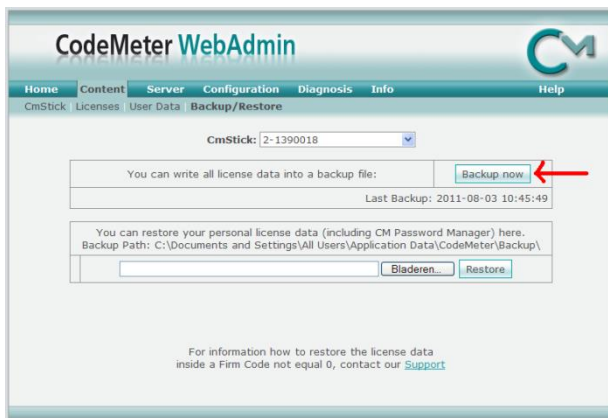 CodeMeter WebAdmin
CM
Home Content Server Configuration Diagnosis Info Help
CmStick | Licenses | User Data | Backup/Restore
CmStick: 2-1390018
You can write all license data into a backup file: Backup now
Last Backup: 2011-08-03 10:45:49
You can restore your personal license data (including CM Password Manager) here.
Backup Path: C:\Documents and Settings\All Users\Application Data\CodeMeter\Backup\
Bladeren... Restore
For information how to restore the license data
inside a Firm Code not equal 0, contact our Support